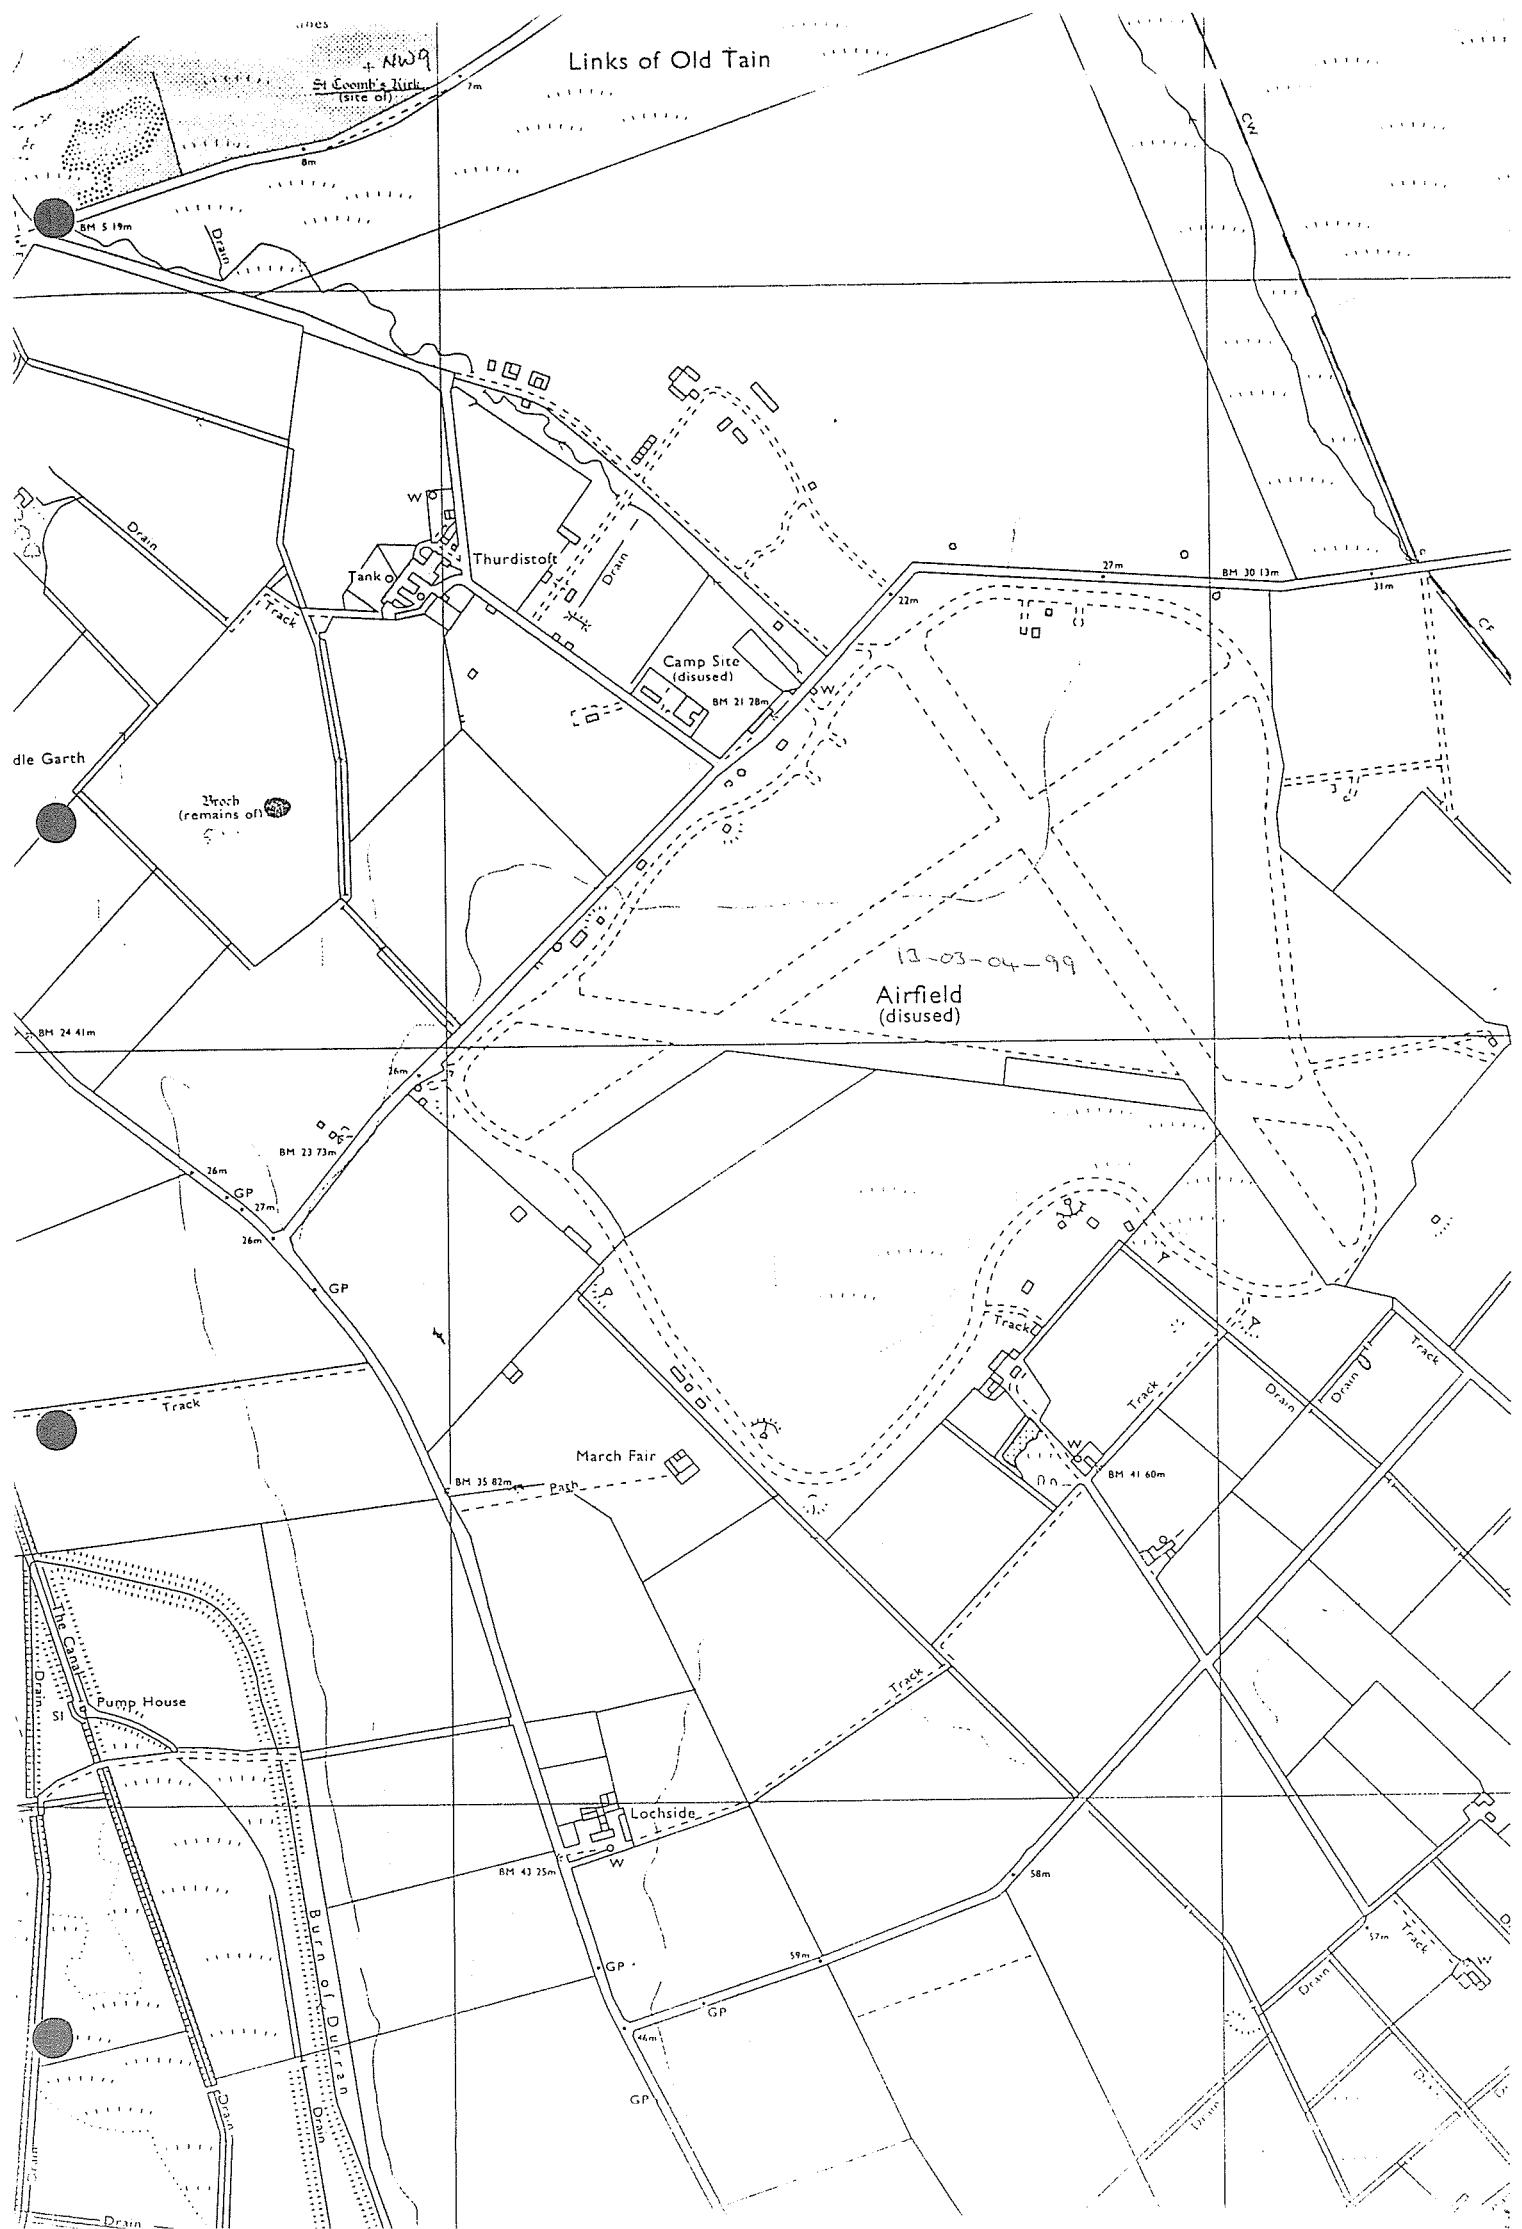 Links of Old Tain
+ NW9
St Coomb's Kirk
(site of)
7m
8m
CW
BM 5 19m
Drain
W
Drain
Thurdistoft
Tank
Drain
Track
27m
BM 30 13m
31m
22m
CF
Camp Site
(disused)
BM 21 28m
W
dle Garth
Broch
(remains of)
13-03-04-99
Airfield
(disused)
BM 24 41m
26m
BM 23 73m
26m
GP
27m
26m
GP
Track
Track
Track
Track
Drain
Drain
March Fair
W
BM 35 82m
Path
BM 41 60m
The Canal
Drain
Pump House
Sl
Track
Lochside
BM 43 25m
W
58m
Burn of Durran
57m
Track
W
59m
GP
Drain
GP
46m
GP
Drain
Drain
Drain
Drain
Drain